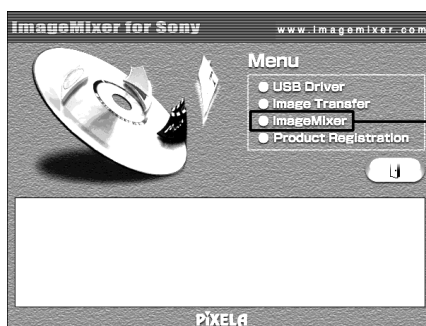 ImageMixer for Sony
www.imagemixer.com
Menu
USB Driver
Image Transfer
ImageMixer
Product Registration
PIXELA